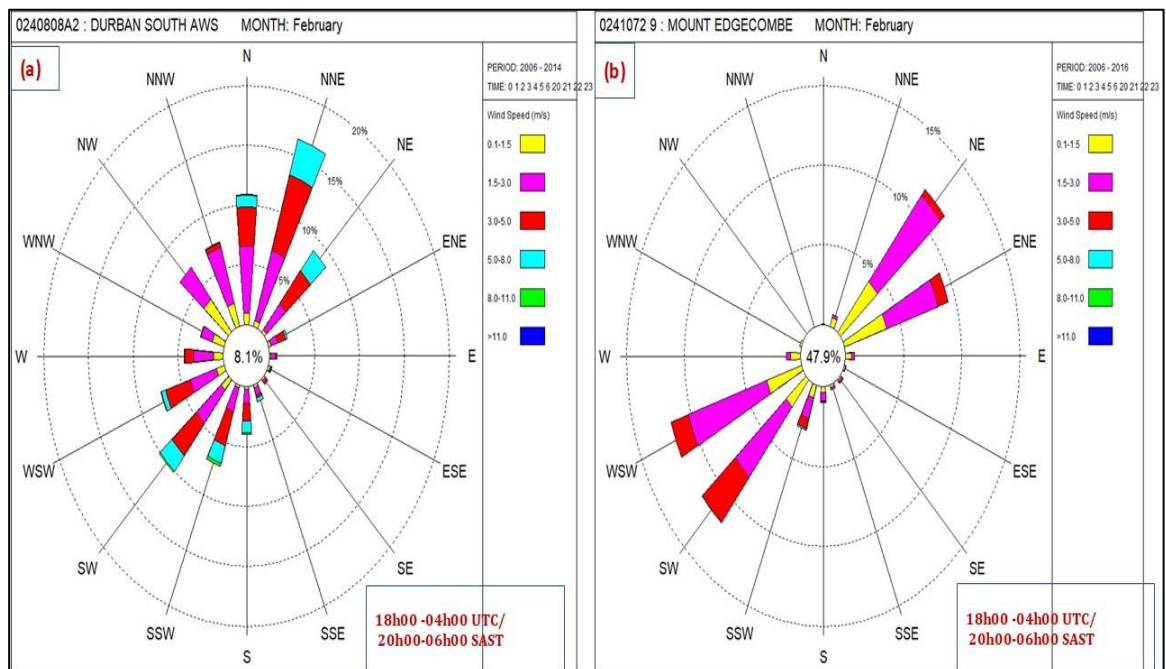 0240808A2 : DURBAN SOUTH AWS MONTH: February
(a)
N
NNE
NE
ENE
E
ESE
SE
SSE
S
SSW
SW
WSW
W
WNW
NW
NNW
20%
15%
10%
5%
8.1%
PERIOD: 2006 - 2014
TIME: 0 1 2 3 4 5 6 20 21 22 23
Wind Speed (m/s)
0.1-1.5
1.5-3.0
3.0-5.0
5.0-8.0
8.0-11.0
>11.0
18h00 -04h00 UTC/
20h00-06h00 SAST
0241072 9 : MOUNT EDGECOMBE MONTH: February
(b)
N
NNE
NE
ENE
E
ESE
SE
SSE
S
SSW
SW
WSW
W
WNW
NW
NNW
15%
10%
5%
47.9%
PERIOD: 2006 - 2016
TIME: 0 1 2 3 4 5 6 20 21 22 23
Wind Speed (m/s)
0.1-1.5
1.5-3.0
3.0-5.0
5.0-8.0
8.0-11.0
>11.0
18h00 -04h00 UTC/
20h00-06h00 SAST